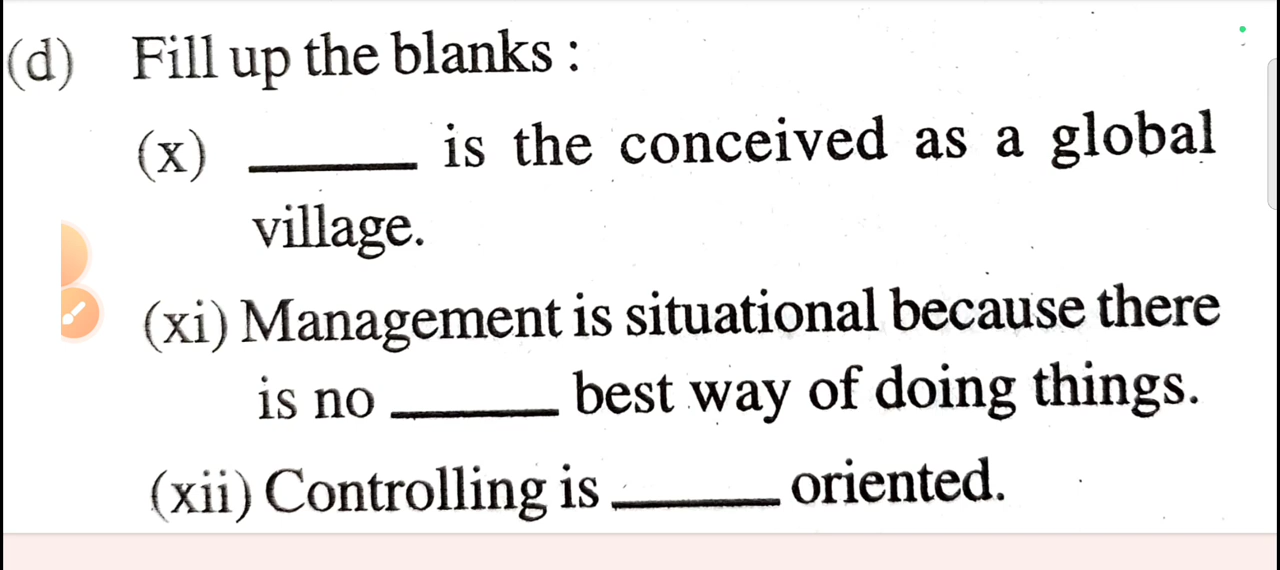 (d) Fill up the blanks :
(x) ______ is the conceived as a global
village.
(xi) Management is situational because there
is no ______ best way of doing things.
(xii) Controlling is ______ oriented.